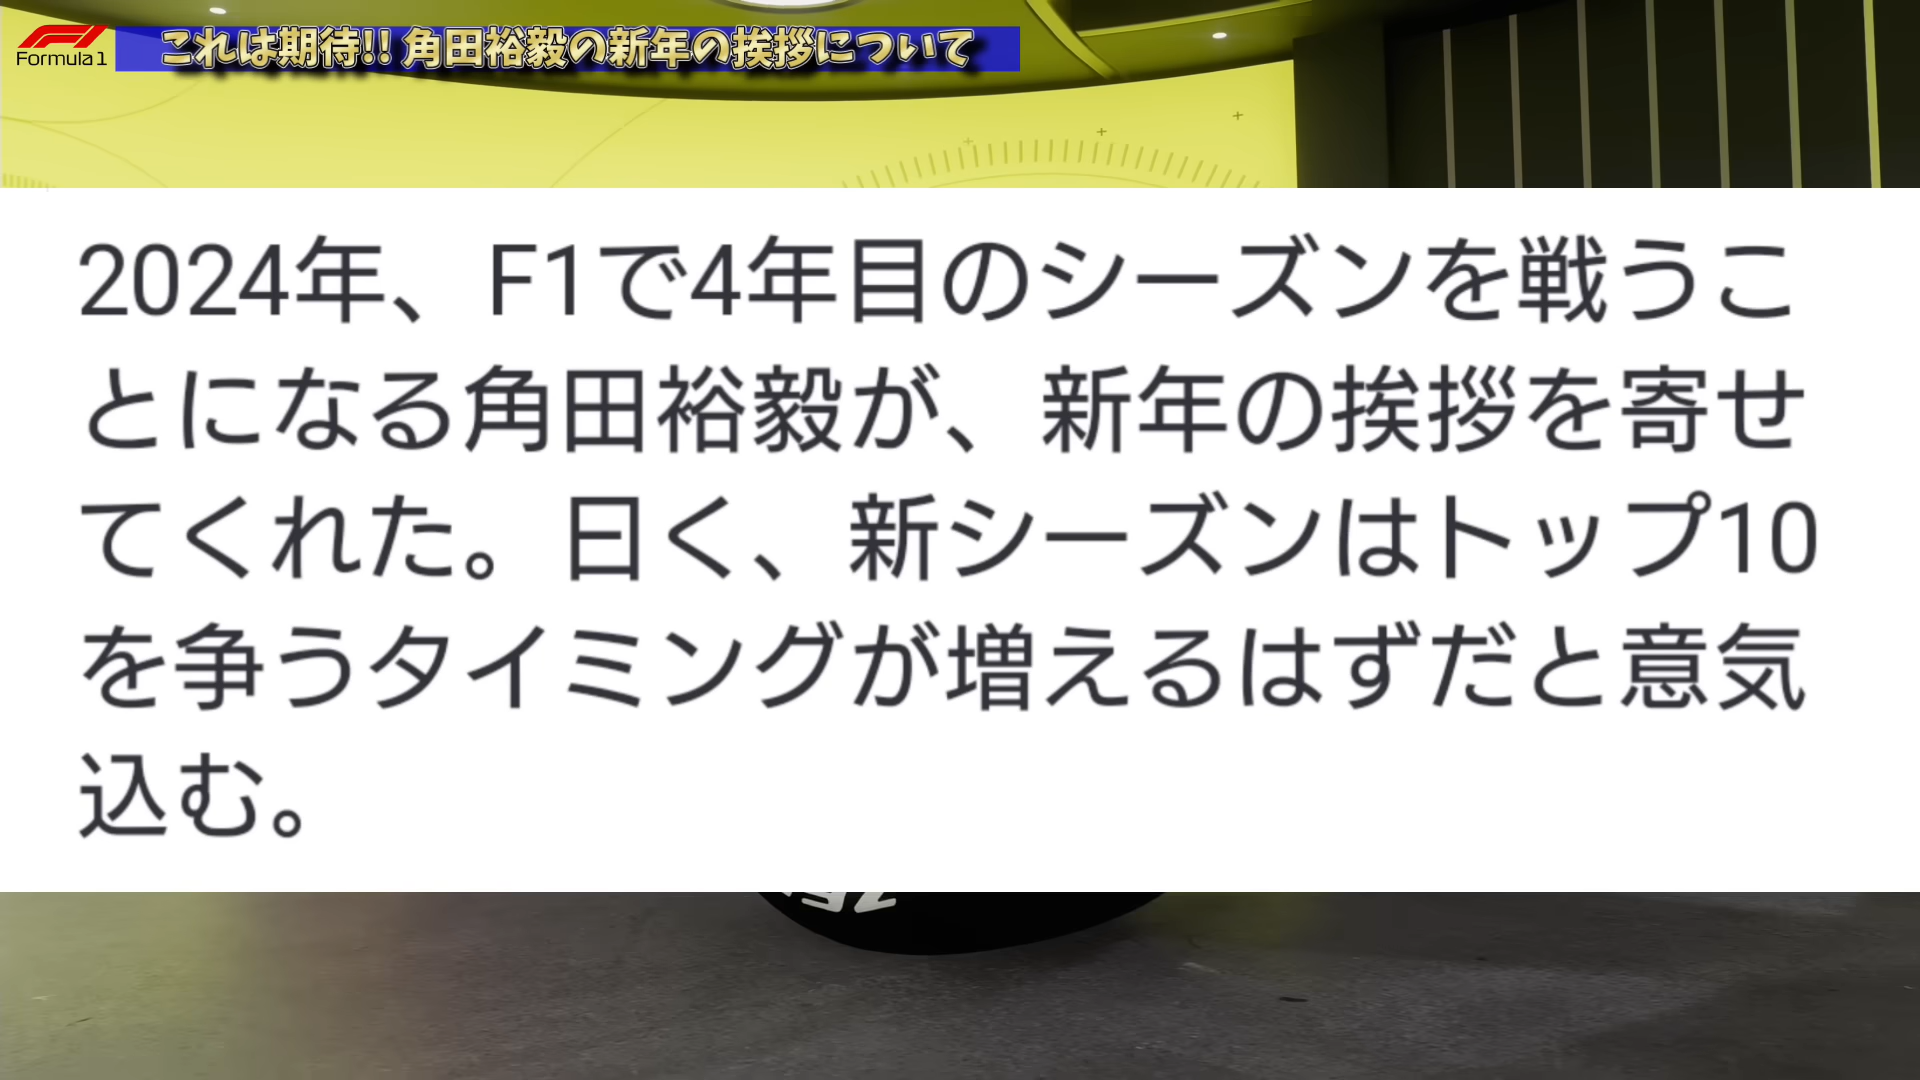 Formula 1
これは期待!! 角田裕毅の新年の挨拶について
2024年、F1で4年目のシーズンを戦うこ
とになる角田裕毅が、新年の挨拶を寄せ
てくれた。曰く、新シーズンはトップ10
を争うタイミングが増えるはずだと意気
込む。